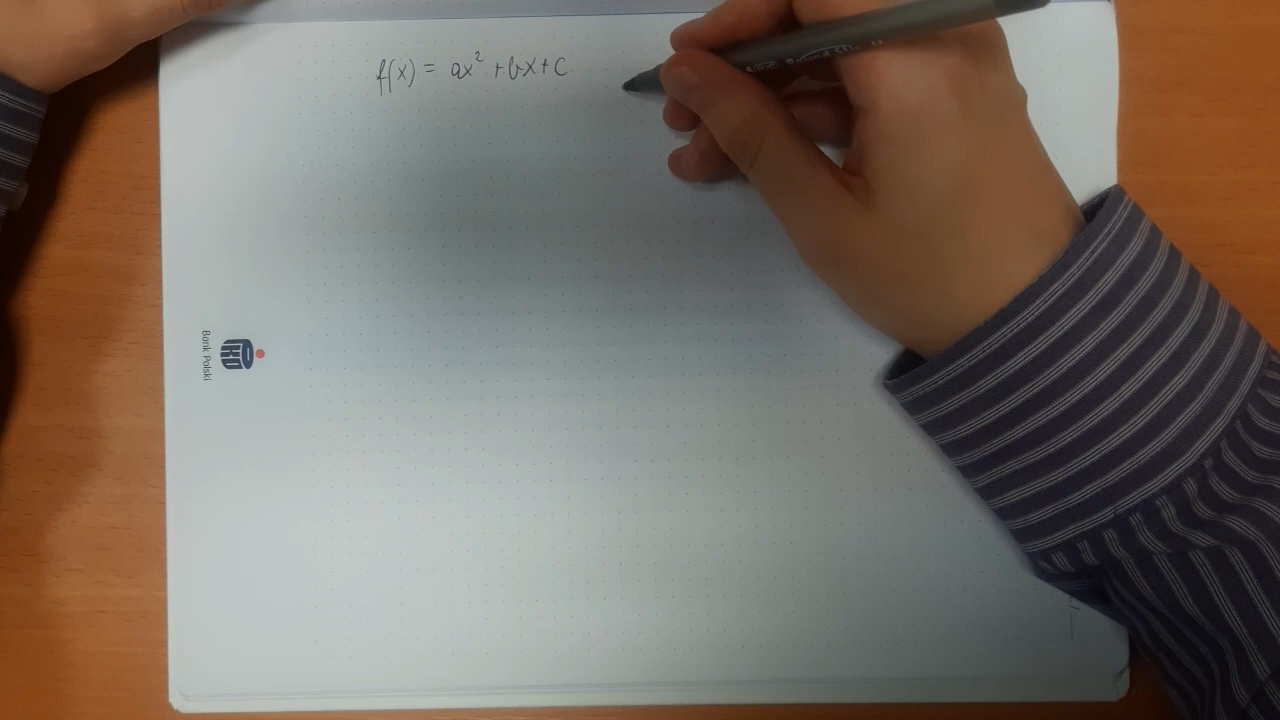 f(x) = ax² + bx + c
Bank Polski